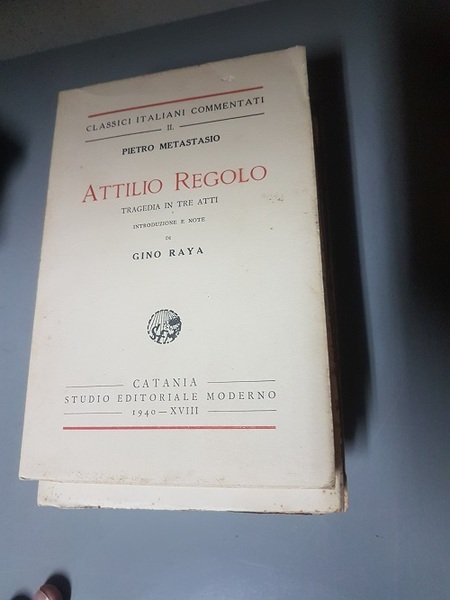 CLASSICI ITALIANI COMMENTATI
II.
PIETRO METASTASIO
ATTILIO REGOLO
TRAGEDIA IN TRE ATTI
INTRODUZIONE E NOTE
DI
GINO RAYA
SEM
CATANIA
STUDIO EDITORIALE MODERNO
1940—XVIII